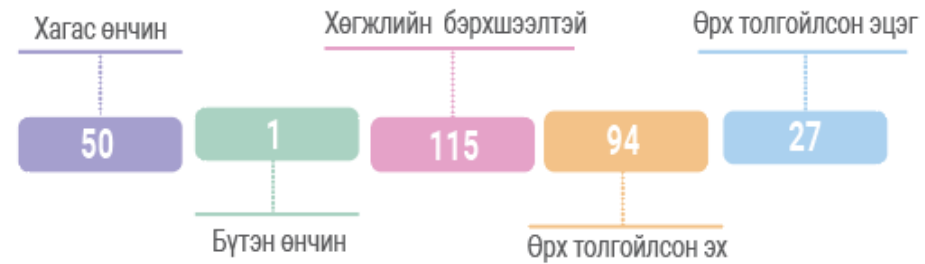 Хагас өнчин
Хөгжлийн бэрхшээлтэй
Өрх толгойлсон эцэг
50
1
115
94
27
Бүтэн өнчин
Өрх толгойлсон эх